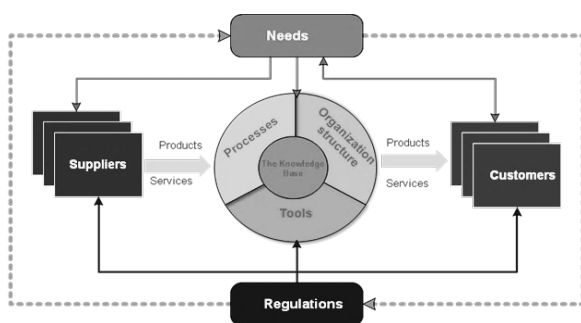 Needs
Processes
Organization
structure
Products
Services
Suppliers
The Knowledge
Base
Products
Services
Customers
Tools
Regulations